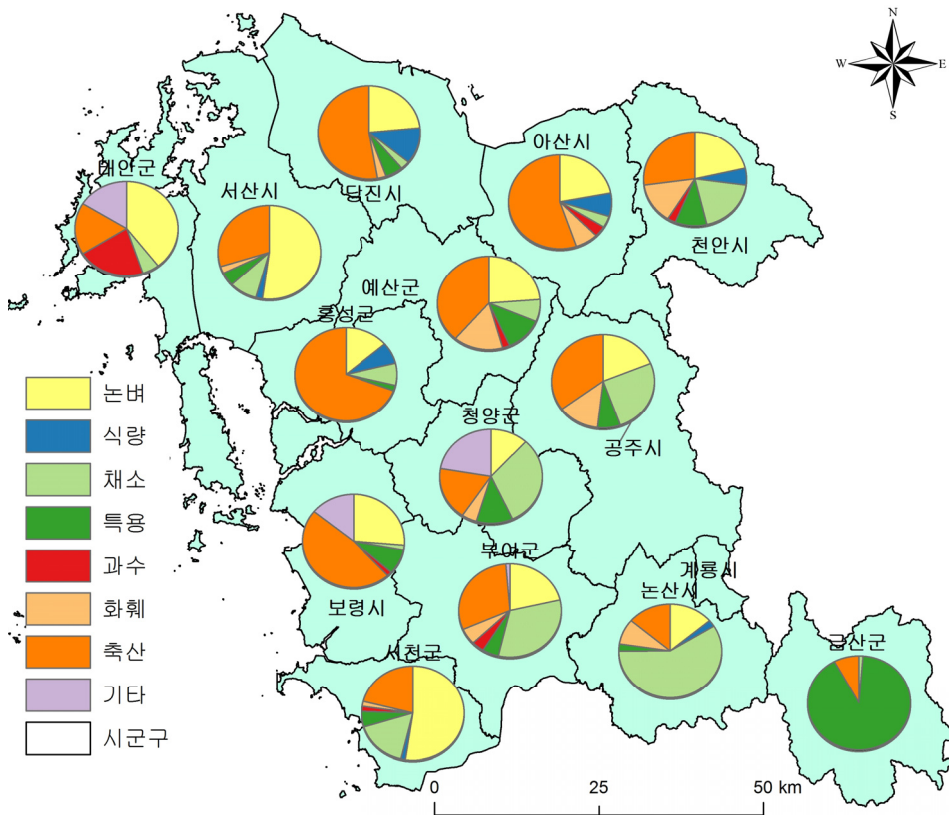 N
W E
S
아산시
태안군
서산시
당진시
천안시
예산군
홍성군
청양군
공주시
부여군
계룡시
보령시
논산시
서천군
금산군
논벼
식량
채소
특용
과수
화훼
축산
기타
시군구
0 25 50 km